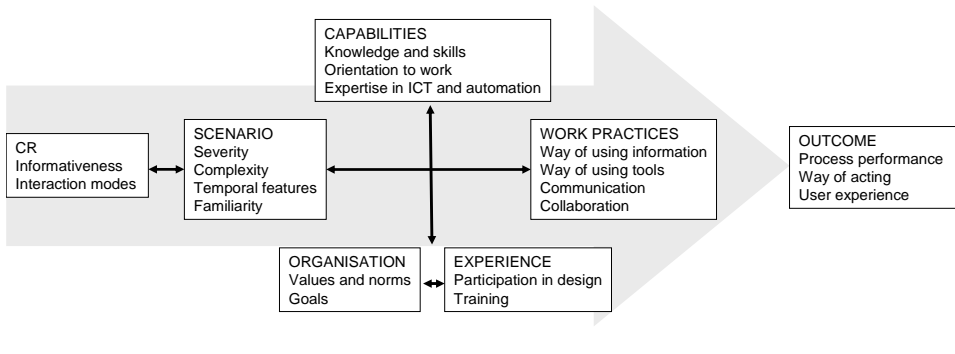 CAPABILITIES
Knowledge and skills
Orientation to work
Expertise in ICT and automation
CR
Informativeness
Interaction modes
SCENARIO
Severity
Complexity
Temporal features
Familiarity
WORK PRACTICES
Way of using information
Way of using tools
Communication
Collaboration
OUTCOME
Process performance
Way of acting
User experience
ORGANISATION
Values and norms
Goals
EXPERIENCE
Participation in design
Training